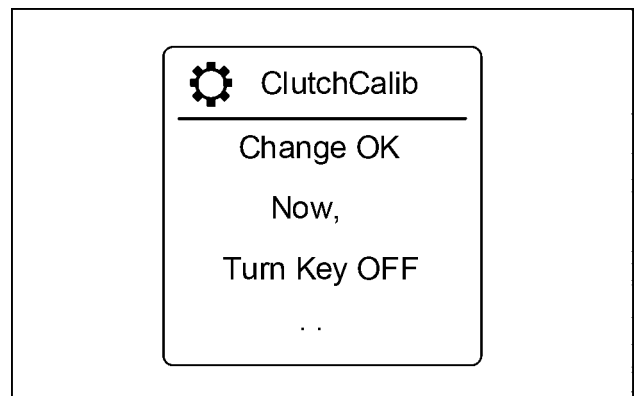 ClutchCalib
Change OK
Now,
Turn Key OFF
. .